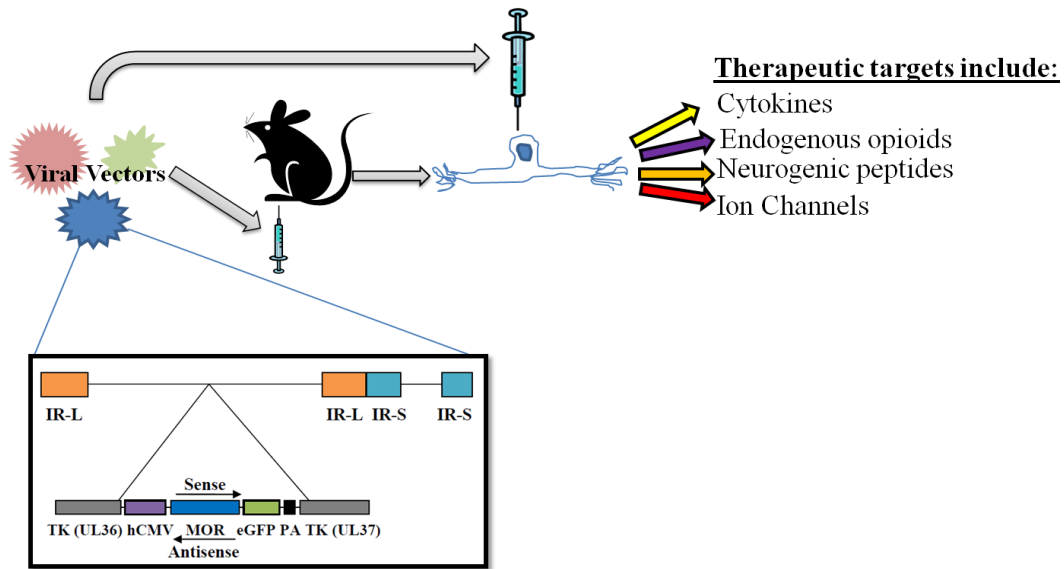 Therapeutic targets include:
Cytokines
Endogenous opioids
Neurogenic peptides
Ion Channels
Viral Vectors
IR-L
IR-L
IR-S
IR-S
Sense
TK (UL36)
hCMV
MOR
eGFP
PA
TK (UL37)
Antisense